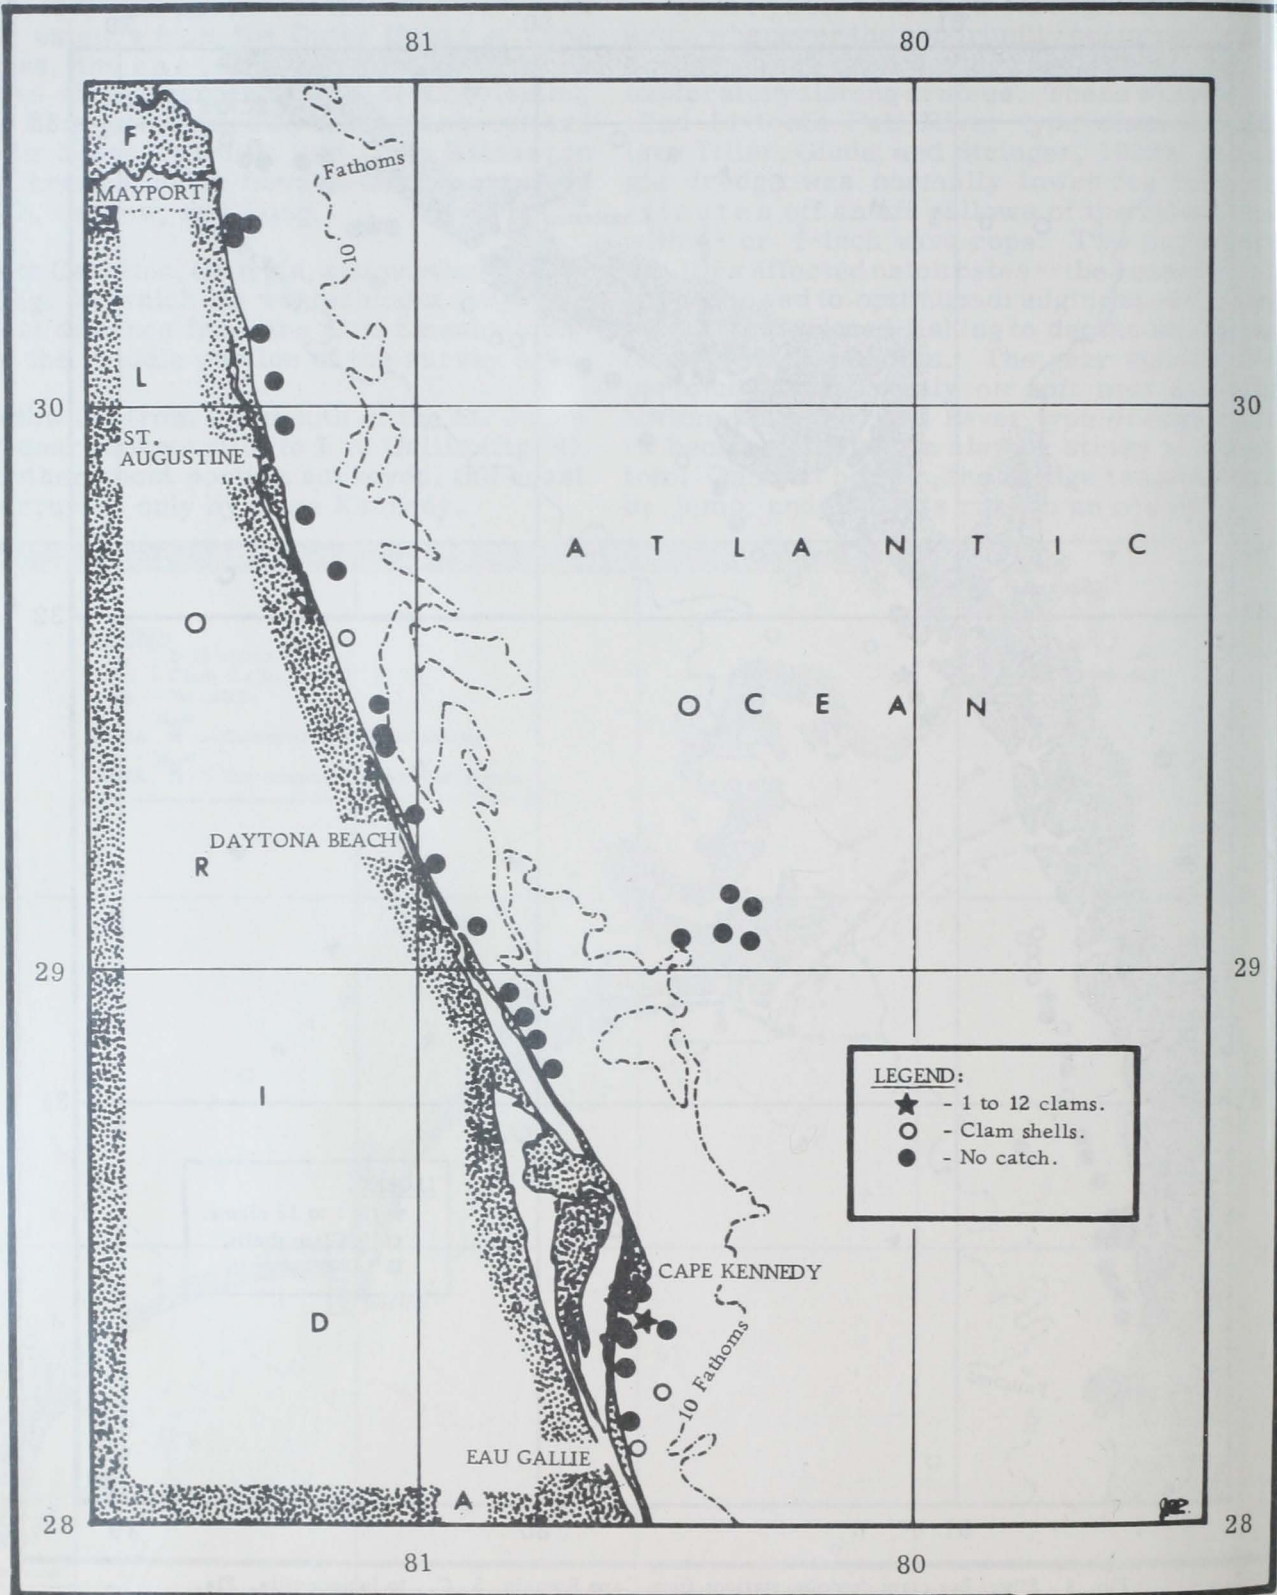 81 80
F
Fathoms
MAYPORT
10
L
30 30
ST.
AUGUSTINE
A T L A N T I C
O
O C E A N
DAYTONA BEACH
R
29 29
LEGEND:
- 1 to 12 clams.
I
- Clam shells.
- No catch.
CAPE KENNEDY
D
10 Fathoms
EAU GALLIE
A
28 28
81 80